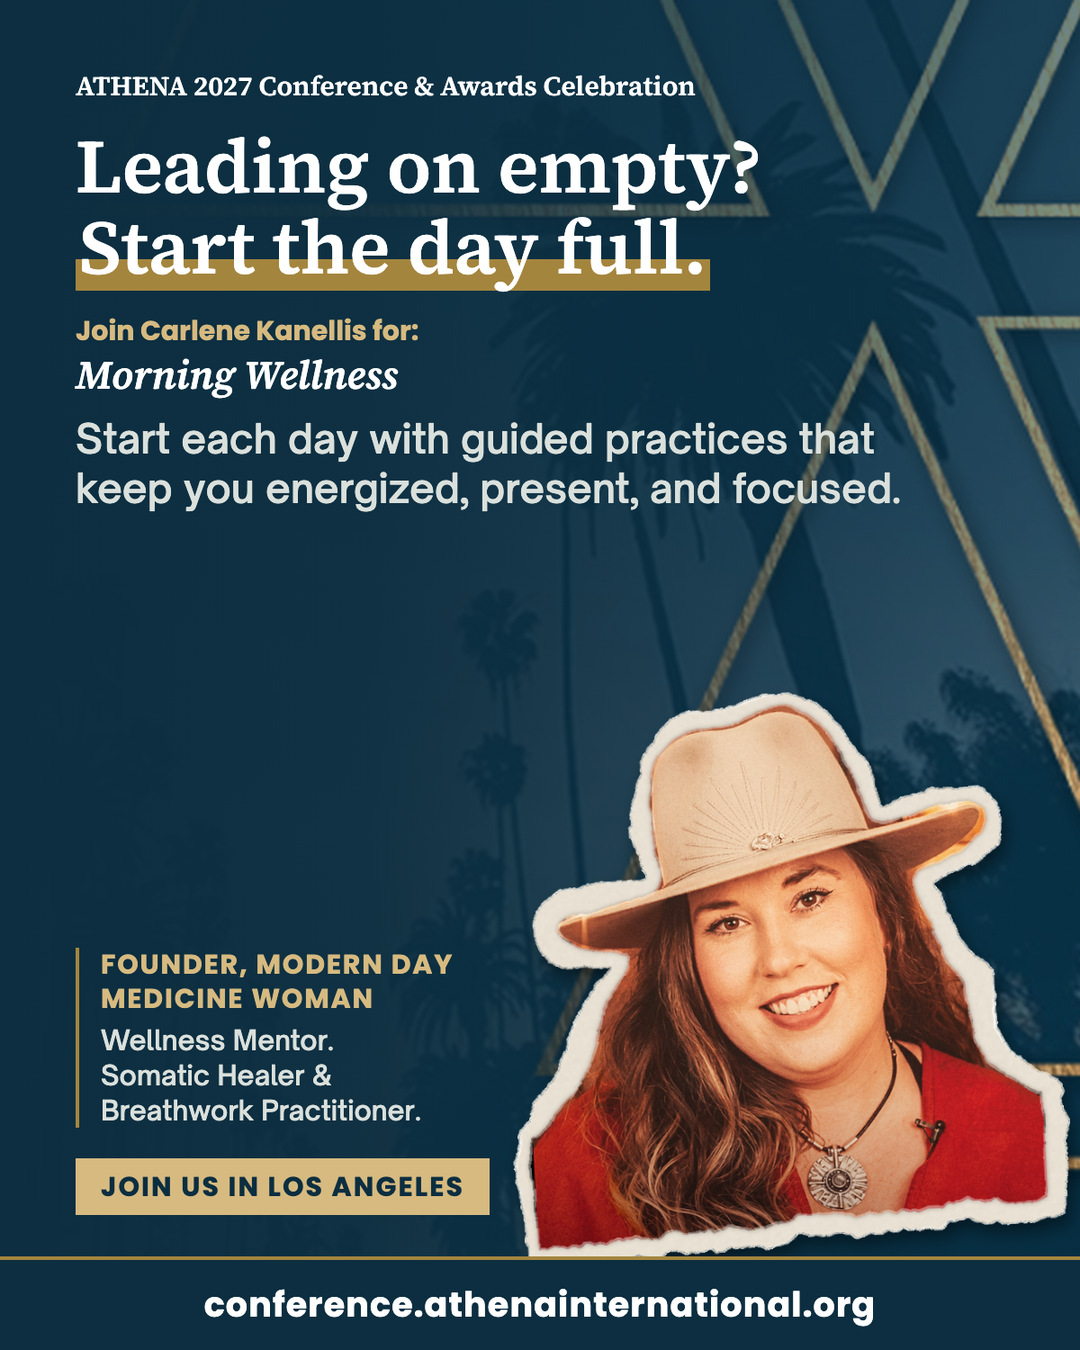 ATHENA 2027 Conference & Awards Celebration
Leading on empty?
Start the day full.
Join Carlene Kanellis for:
Morning Wellness
Start each day with guided practices that
keep you energized, present, and focused.
FOUNDER, MODERN DAY
MEDICINE WOMAN
Wellness Mentor.
Somatic Healer &
Breathwork Practitioner.
JOIN US IN LOS ANGELES
conference.athenainternational.org